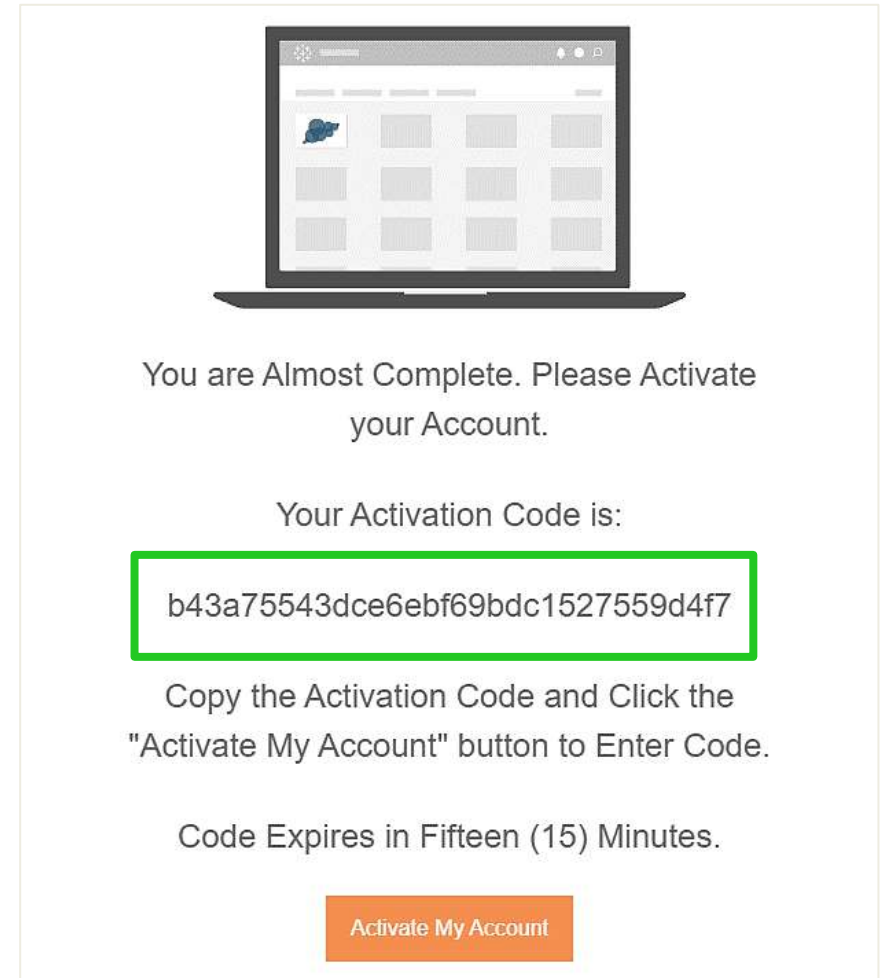 You are Almost Complete. Please Activate
your Account.
Your Activation Code is:
b43a75543dce6ebf69bdc1527559d4f7
Copy the Activation Code and Click the
"Activate My Account" button to Enter Code.
Code Expires in Fifteen (15) Minutes.
Activate My Account